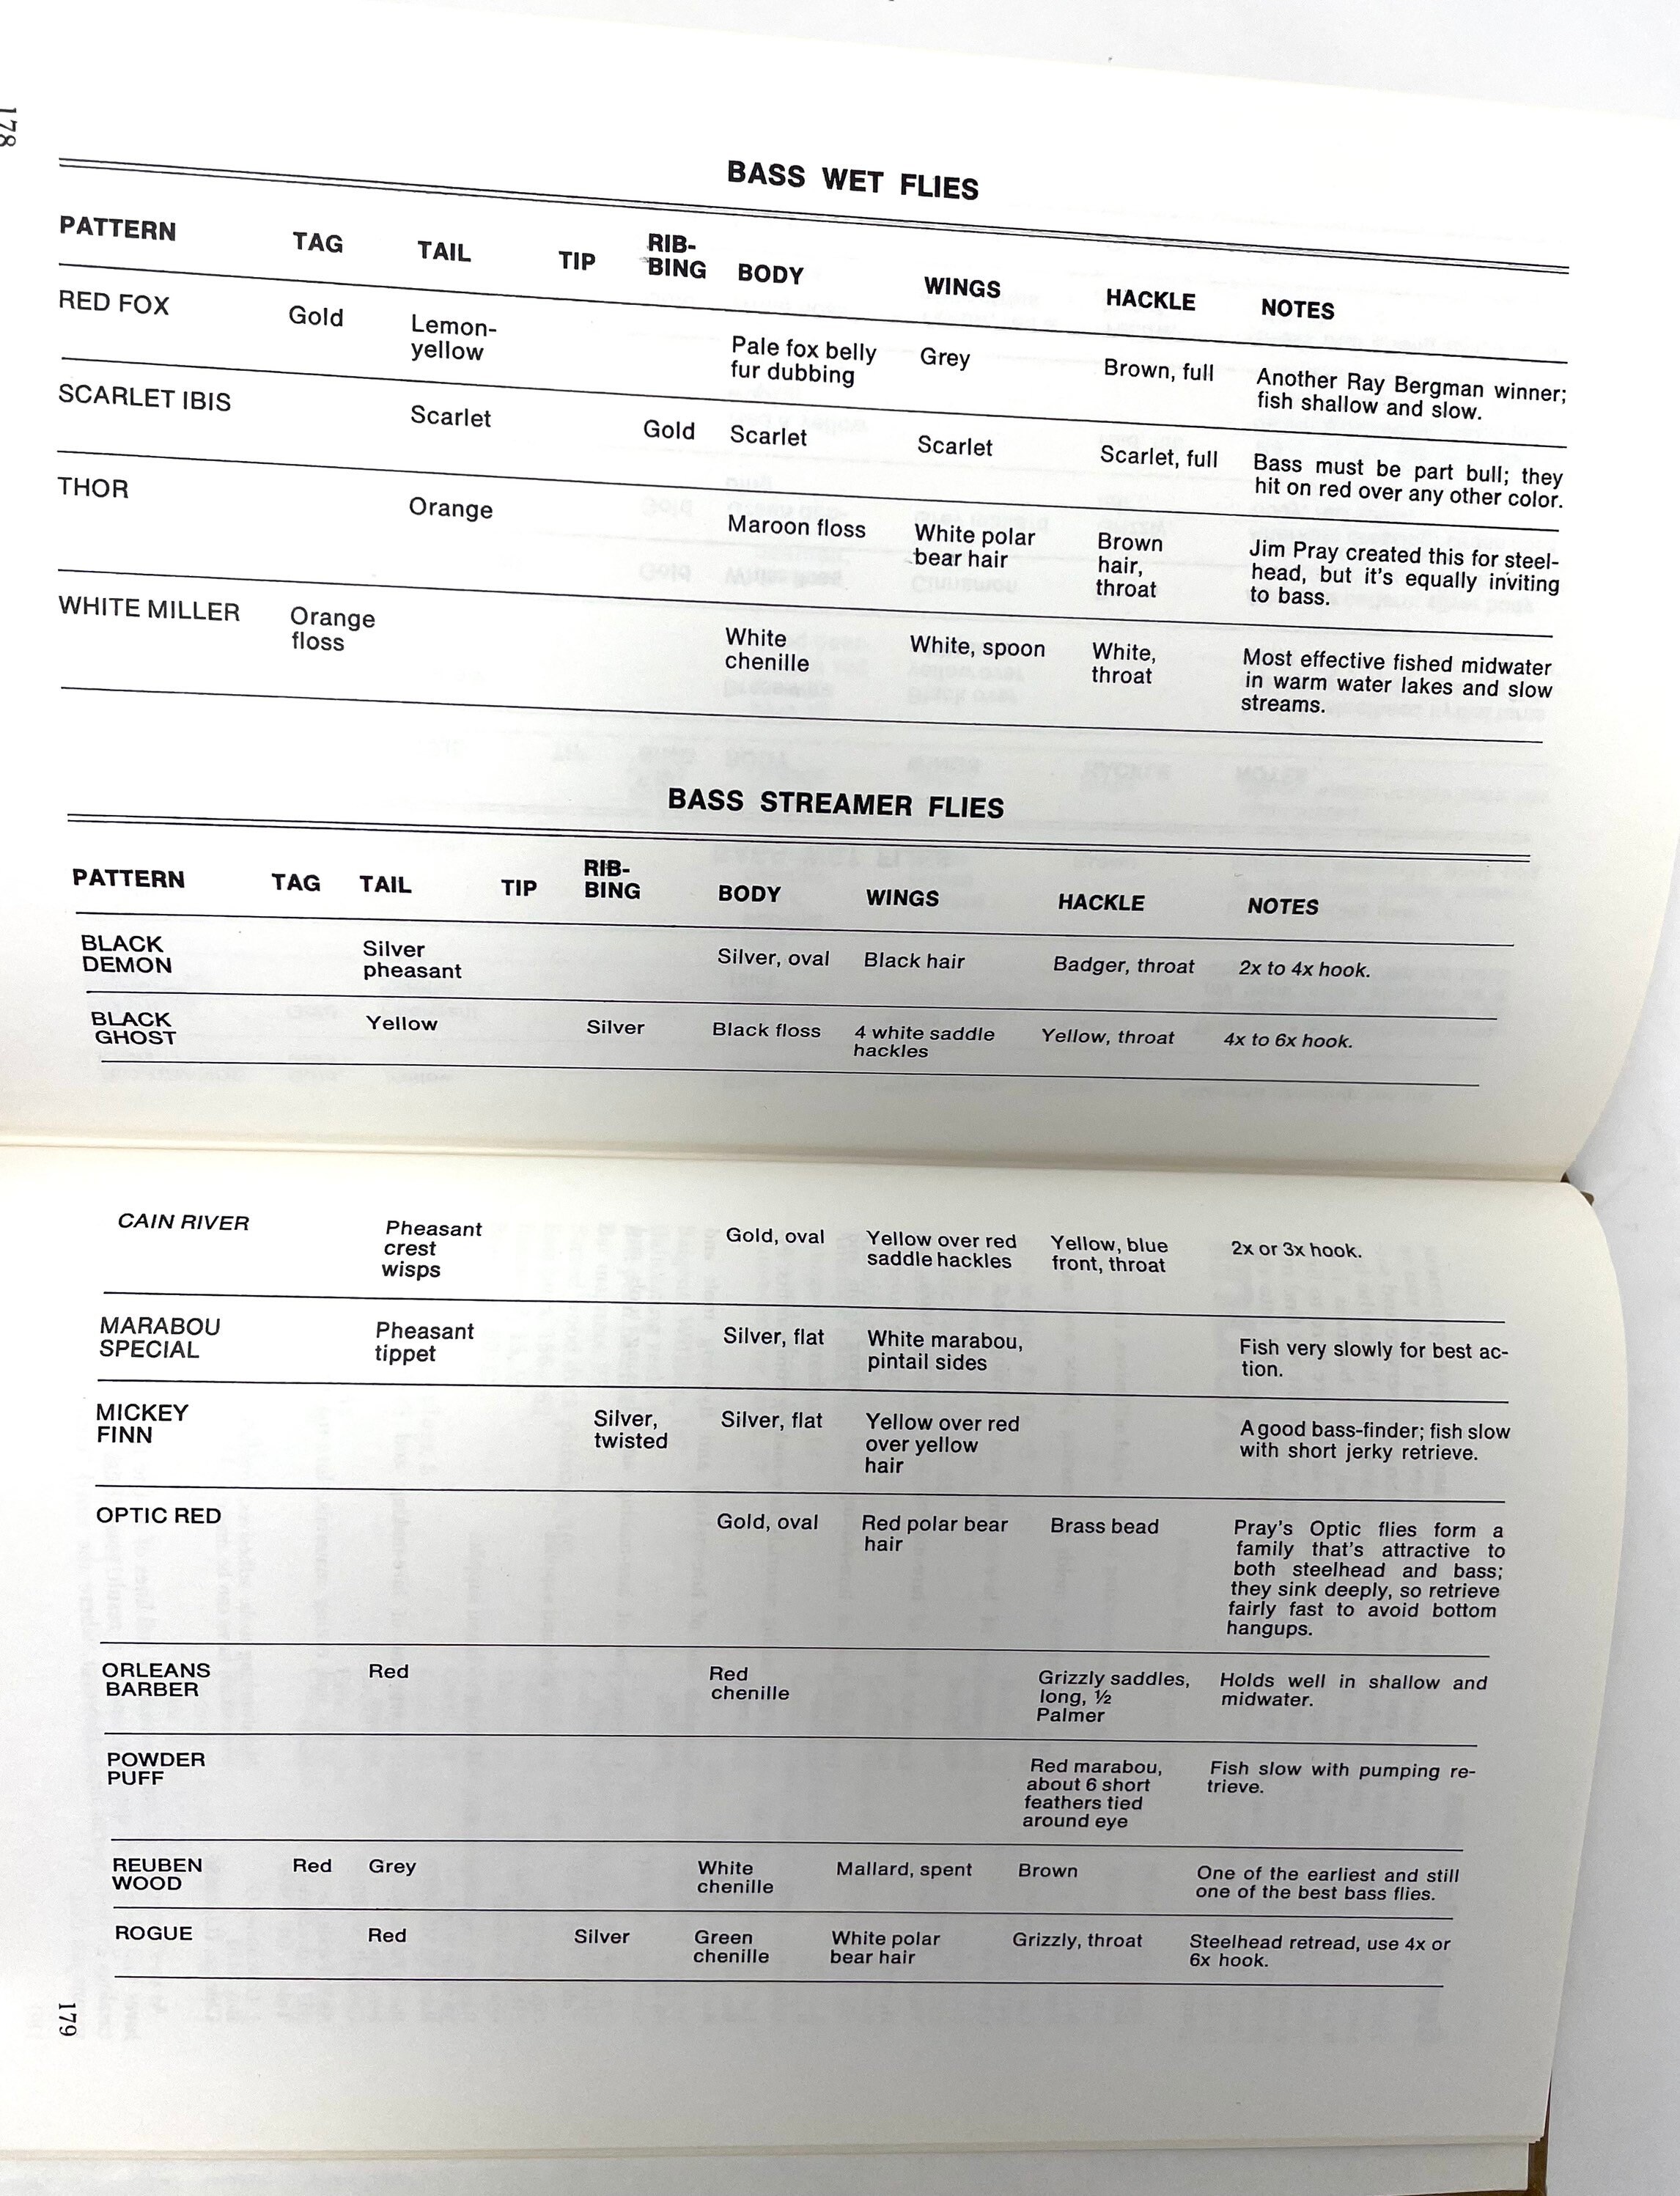 178
BASS WET FLIES
PATTERN TAG TAIL TIP RIB-
BING BODY WINGS HACKLE NOTES
RED FOX Gold Lemon-
yellow Pale fox belly
fur dubbing Grey Brown, full Another Ray Bergman winner;
fish shallow and slow.
SCARLET IBIS Scarlet Gold Scarlet Scarlet Scarlet, full Bass must be part bull; they
hit on red over any other color.
THOR Orange Maroon floss White polar
bear hair Brown
hair,
throat Jim Pray created this for steel-
head, but it's equally inviting
to bass.
WHITE MILLER Orange
floss White
chenille White, spoon White,
throat Most effective fished midwater
in warm water lakes and slow
streams.
BASS STREAMER FLIES
PATTERN TAG TAIL TIP RIB-
BING BODY WINGS HACKLE NOTES
BLACK
DEMON Silver
pheasant Silver, oval Black hair Badger, throat 2x to 4x hook.
BLACK
GHOST Yellow Silver Black floss 4 white saddle
hackles Yellow, throat 4x to 6x hook.
CAIN RIVER Pheasant
crest
wisps Gold, oval Yellow over red
saddle hackles Yellow, blue
front, throat 2x or 3x hook.
MARABOU
SPECIAL Pheasant
tippet Silver, flat White marabou,
pintail sides Fish very slowly for best ac-
tion.
MICKEY
FINN Silver,
twisted Silver, flat Yellow over red
over yellow
hair A good bass-finder; fish slow
with short jerky retrieve.
OPTIC RED Gold, oval Red polar bear
hair Brass bead Pray's Optic flies form a
family that's attractive to
both steelhead and bass;
they sink deeply, so retrieve
fairly fast to avoid bottom
hangups.
ORLEANS
BARBER Red Red
chenille Grizzly saddles,
long, ½
Palmer Holds well in shallow and
midwater.
POWDER
PUFF Red marabou,
about 6 short
feathers tied
around eye Fish slow with pumping re-
trieve.
REUBEN
WOOD Red Grey White
chenille Mallard, spent Brown One of the earliest and still
one of the best bass flies.
ROGUE Red Silver Green
chenille White polar
bear hair Grizzly, throat Steelhead retread, use 4x or
6x hook.
179